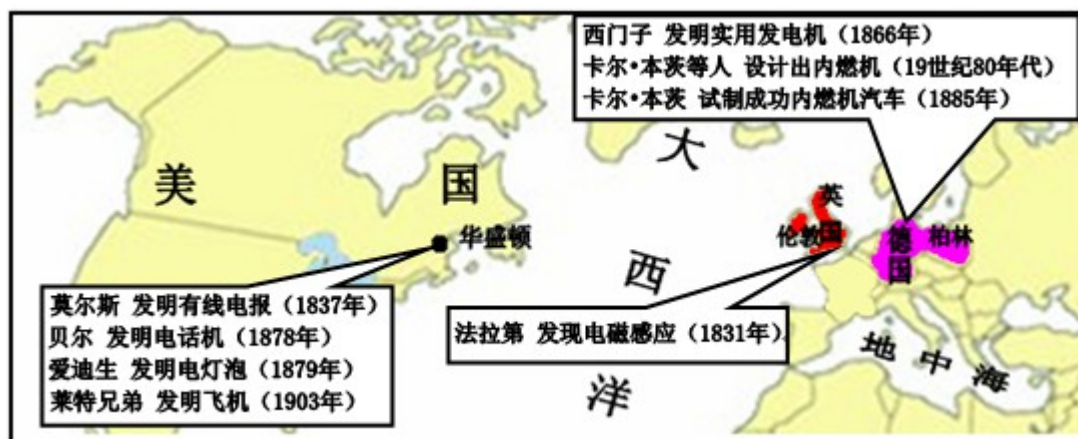 西门子 发明实用发电机（1866年）
卡尔·本茨等人 设计出内燃机（19世纪80年代）
卡尔·本茨 试制成功内燃机汽车（1885年）
大
美 国
英国
伦敦
德国
柏林
华盛顿
西
莫尔斯 发明有线电报（1837年）
贝尔 发明电话机（1878年）
爱迪生 发明电灯泡（1879年）
莱特兄弟 发明飞机（1903年）
法拉第 发现电磁感应（1831年）
地中海
洋